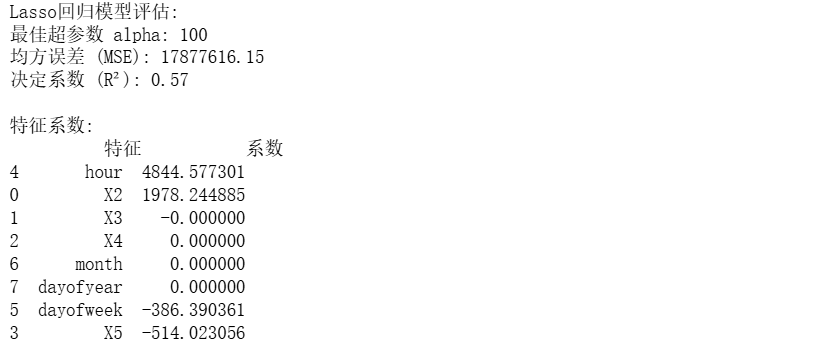 Lasso回归模型评估:
最佳超参数 alpha: 100
均方误差 (MSE): 17877616.15
决定系数 (R²): 0.57
特征系数:
特征 系数
4 hour 4844.577301
0 X2 1978.244885
1 X3 -0.000000
2 X4 0.000000
6 month 0.000000
7 dayofyear 0.000000
5 dayofweek -386.390361
3 X5 -514.023056